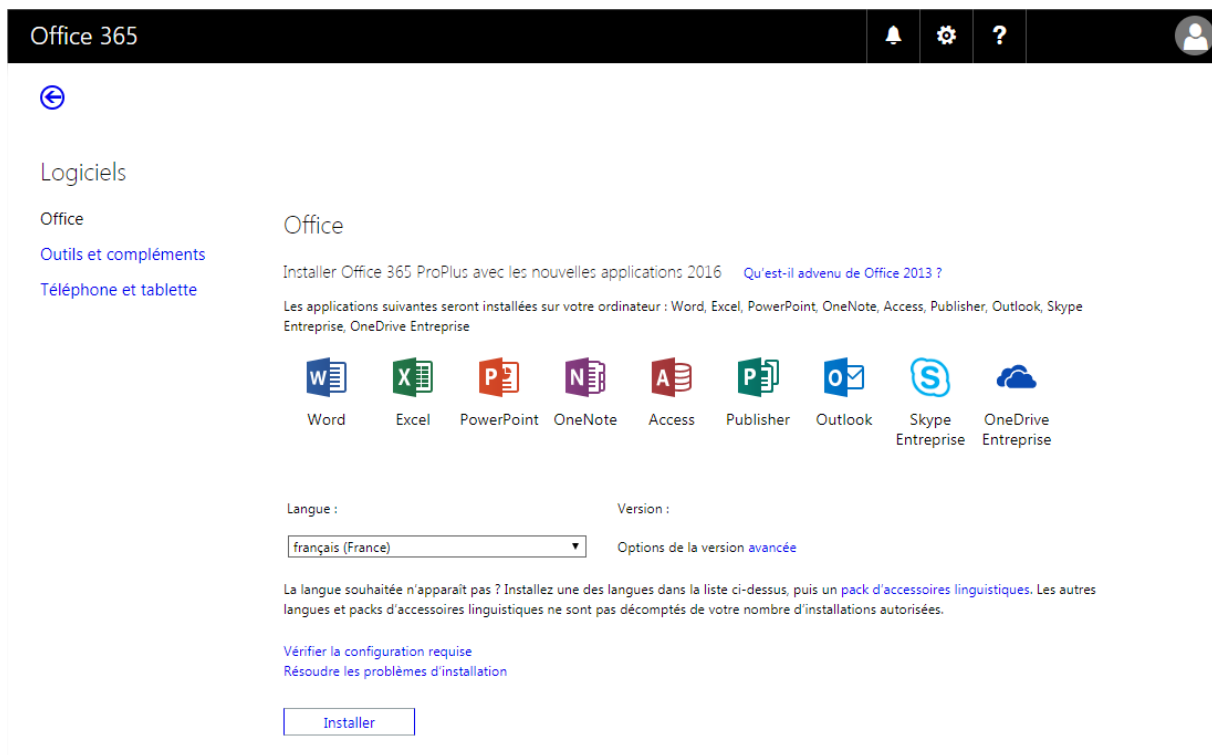 Office 365
?
Logiciels
Office
Outils et compléments
Téléphone et tablette
Office
Installer Office 365 ProPlus avec les nouvelles applications 2016 Qu'est-il advenu de Office 2013 ?
Les applications suivantes seront installées sur votre ordinateur : Word, Excel, PowerPoint, OneNote, Access, Publisher, Outlook, Skype
Entreprise, OneDrive Entreprise
Word Excel PowerPoint OneNote Access Publisher Outlook Skype Entreprise OneDrive Entreprise
Langue : Version :
français (France) Options de la version avancée
La langue souhaitée n'apparaît pas ? Installez une des langues dans la liste ci-dessus, puis un pack d'accessoires linguistiques. Les autres
langues et packs d'accessoires linguistiques ne sont pas décomptés de votre nombre d'installations autorisées.
Vérifier la configuration requise
Résoudre les problèmes d'installation
Installer